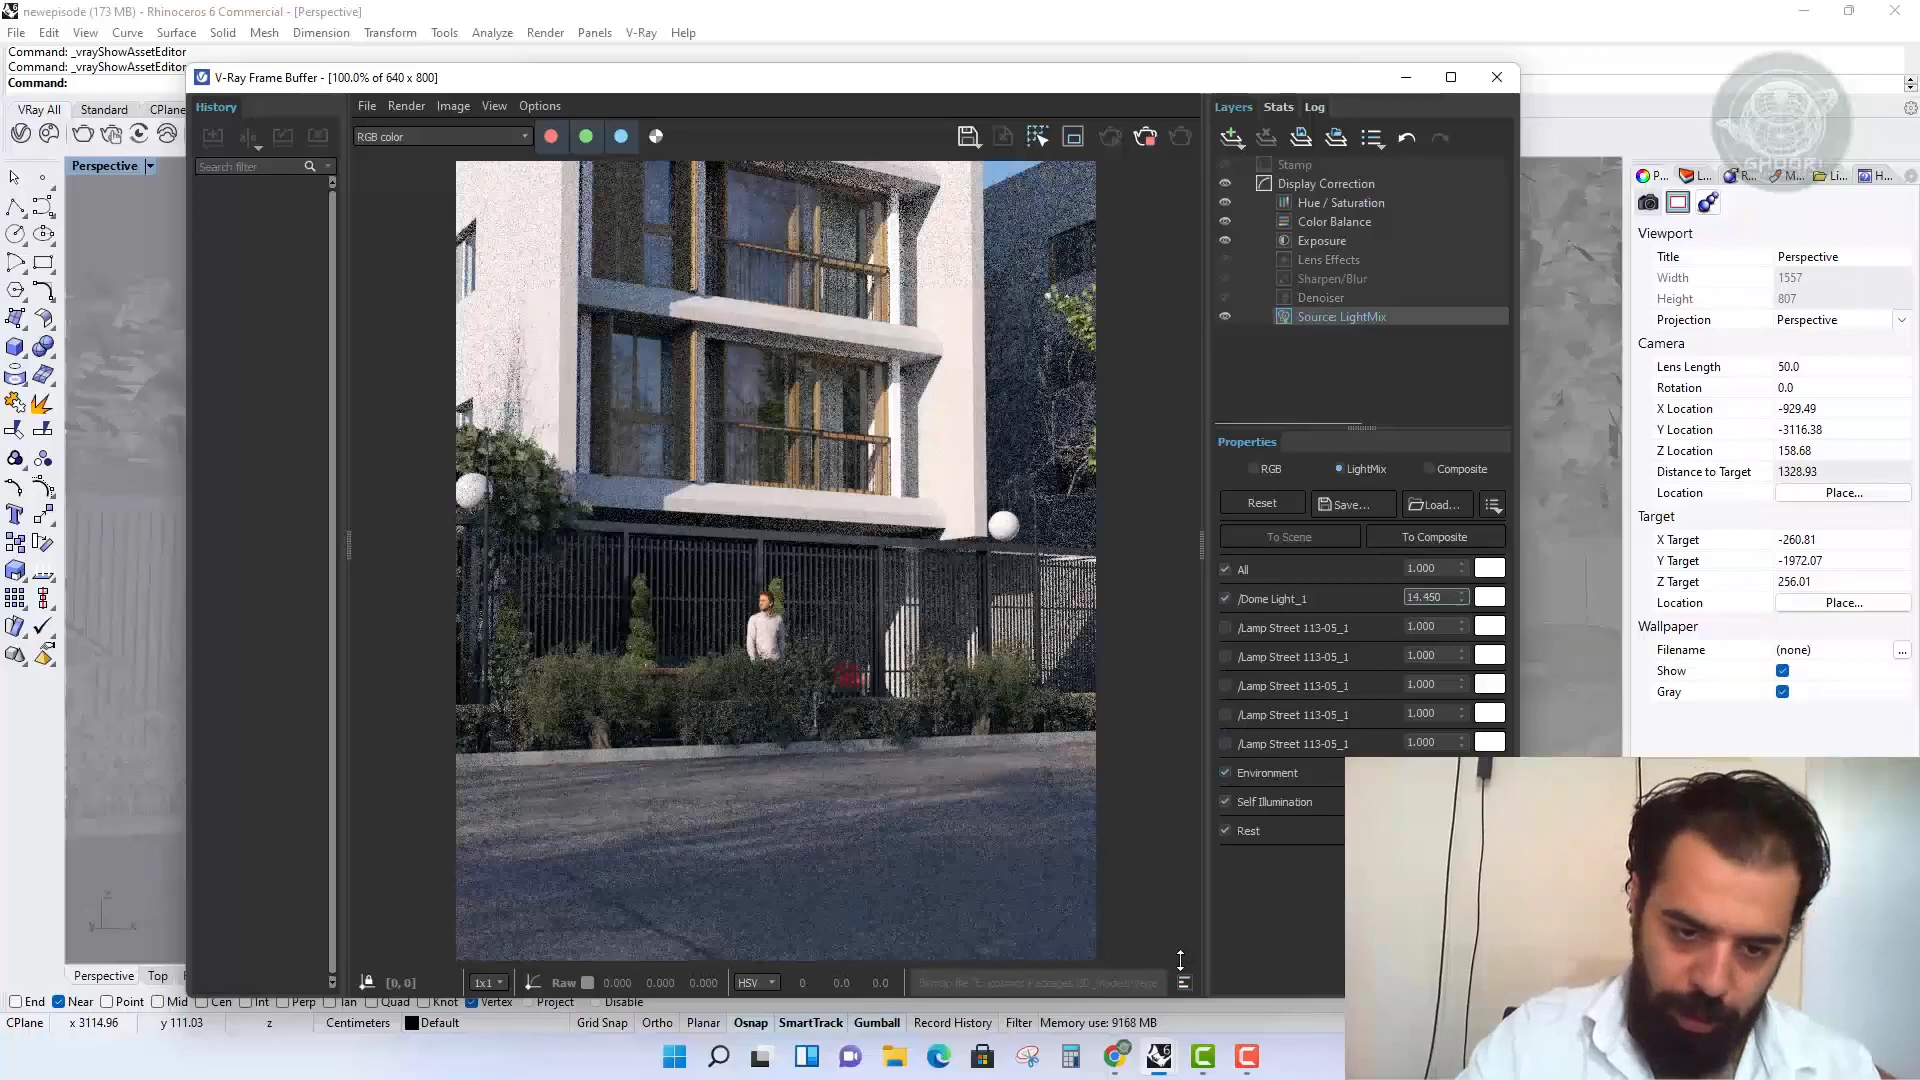 newepisode (173 MB) - Rhinoceros 6 Commercial - [Perspective]
File Edit View Curve Surface Solid Mesh Dimension Transform Tools Analyze Render Panels V-Ray Help
Command: _vrayShowAssetEditor
Command: _vrayShowAssetEditor
Command:
VRay All Standard CPlane
Perspective
V-Ray Frame Buffer - [100.0% of 640 x 800]
History
Search filter
File Render Image View Options
RGB color
Layers Stats Log
Stamp
Display Correction
Hue / Saturation
Color Balance
Exposure
Lens Effects
Sharpen/Blur
Denoiser
Source: LightMix
Properties
RGB LightMix Composite
Reset Save... Load...
To Scene To Composite
All 1.000
/Dome Light_1 14.450
/Lamp Street 113-05_1 1.000
/Lamp Street 113-05_1 1.000
/Lamp Street 113-05_1 1.000
/Lamp Street 113-05_1 1.000
/Lamp Street 113-05_1 1.000
Environment
Self Illumination
Rest
[0, 0] 1x1 Raw 0.000 0.000 0.000 HSV 0 0.0 0.0
GHOORI
P... L... R... M... Li... H...
Viewport
Title Perspective
Width 1557
Height 807
Projection Perspective
Camera
Lens Length 50.0
Rotation 0.0
X Location -929.49
Y Location -3116.38
Z Location 158.68
Distance to Target 1328.93
Location Place...
Target
X Target -260.81
Y Target -1972.07
Z Target 256.01
Location Place...
Wallpaper
Filename (none) ...
Show
Gray
Perspective Top
End Near Point Mid Cen Int Perp Tan Quad Knot Vertex Project Disable
CPlane x 3114.96 y 111.03 z Centimeters Default Grid Snap Ortho Planar Osnap SmartTrack Gumball Record History Filter Memory use: 9168 MB